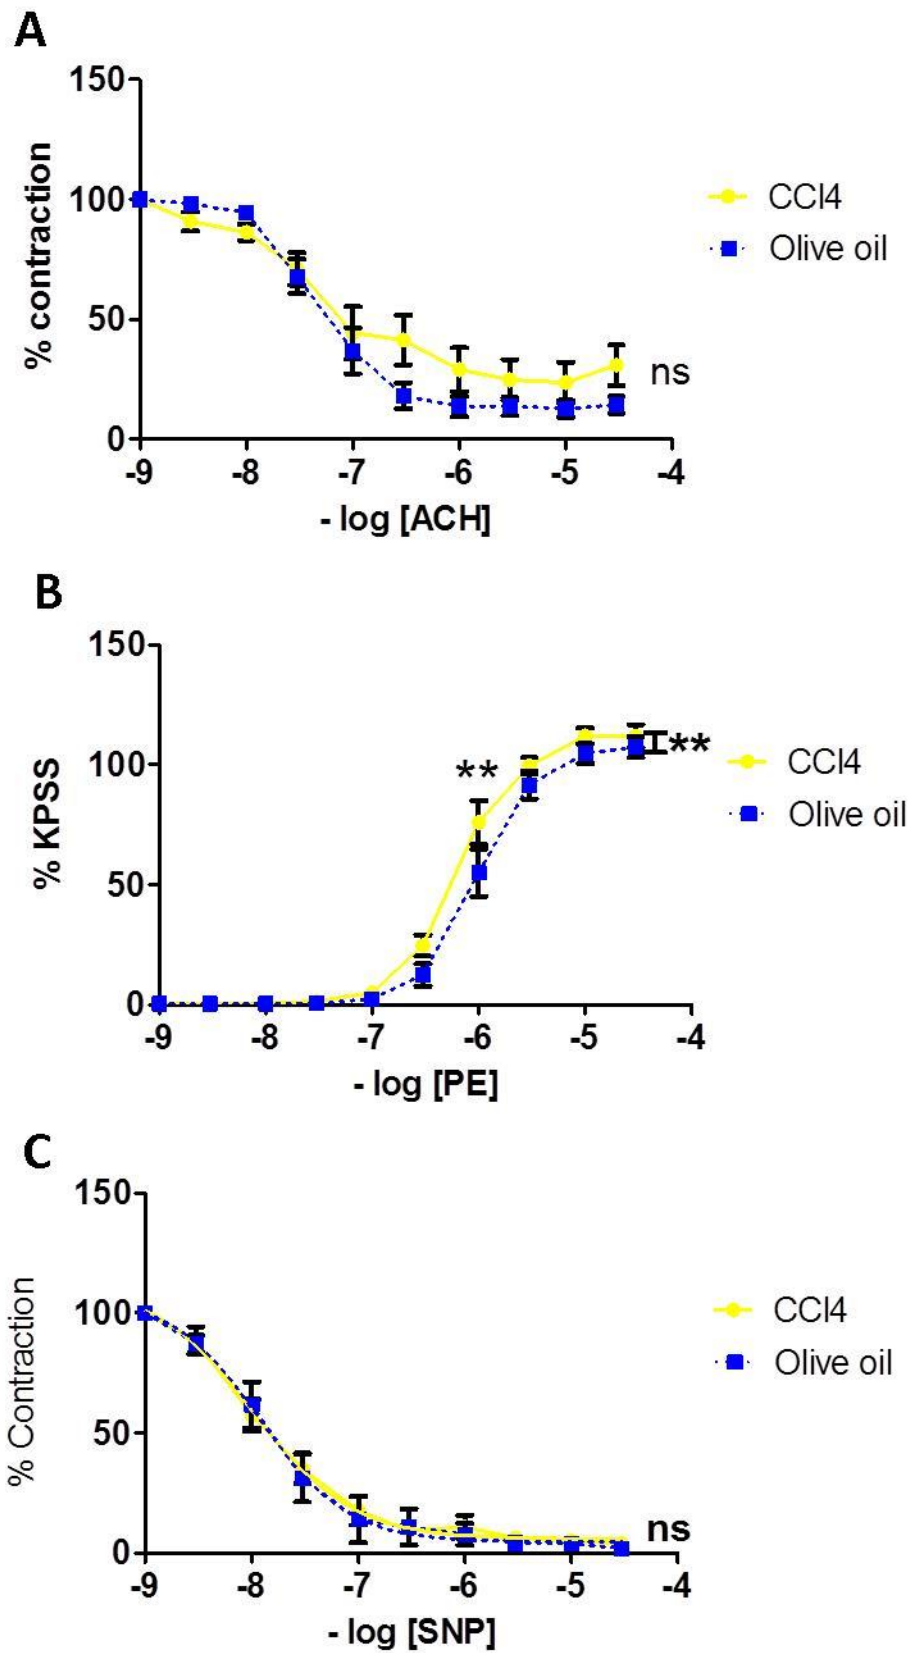 A
150
100
50
0
% contraction
-9 -8 -7 -6 -5 -4
- log [ACH]
CCl4
Olive oil
ns
B
150
100
50
0
% KPSS
-9 -8 -7 -6 -5 -4
- log [PE]
**
**
CCl4
Olive oil
C
150
100
50
0
% Contraction
-9 -8 -7 -6 -5 -4
- log [SNP]
CCl4
Olive oil
ns